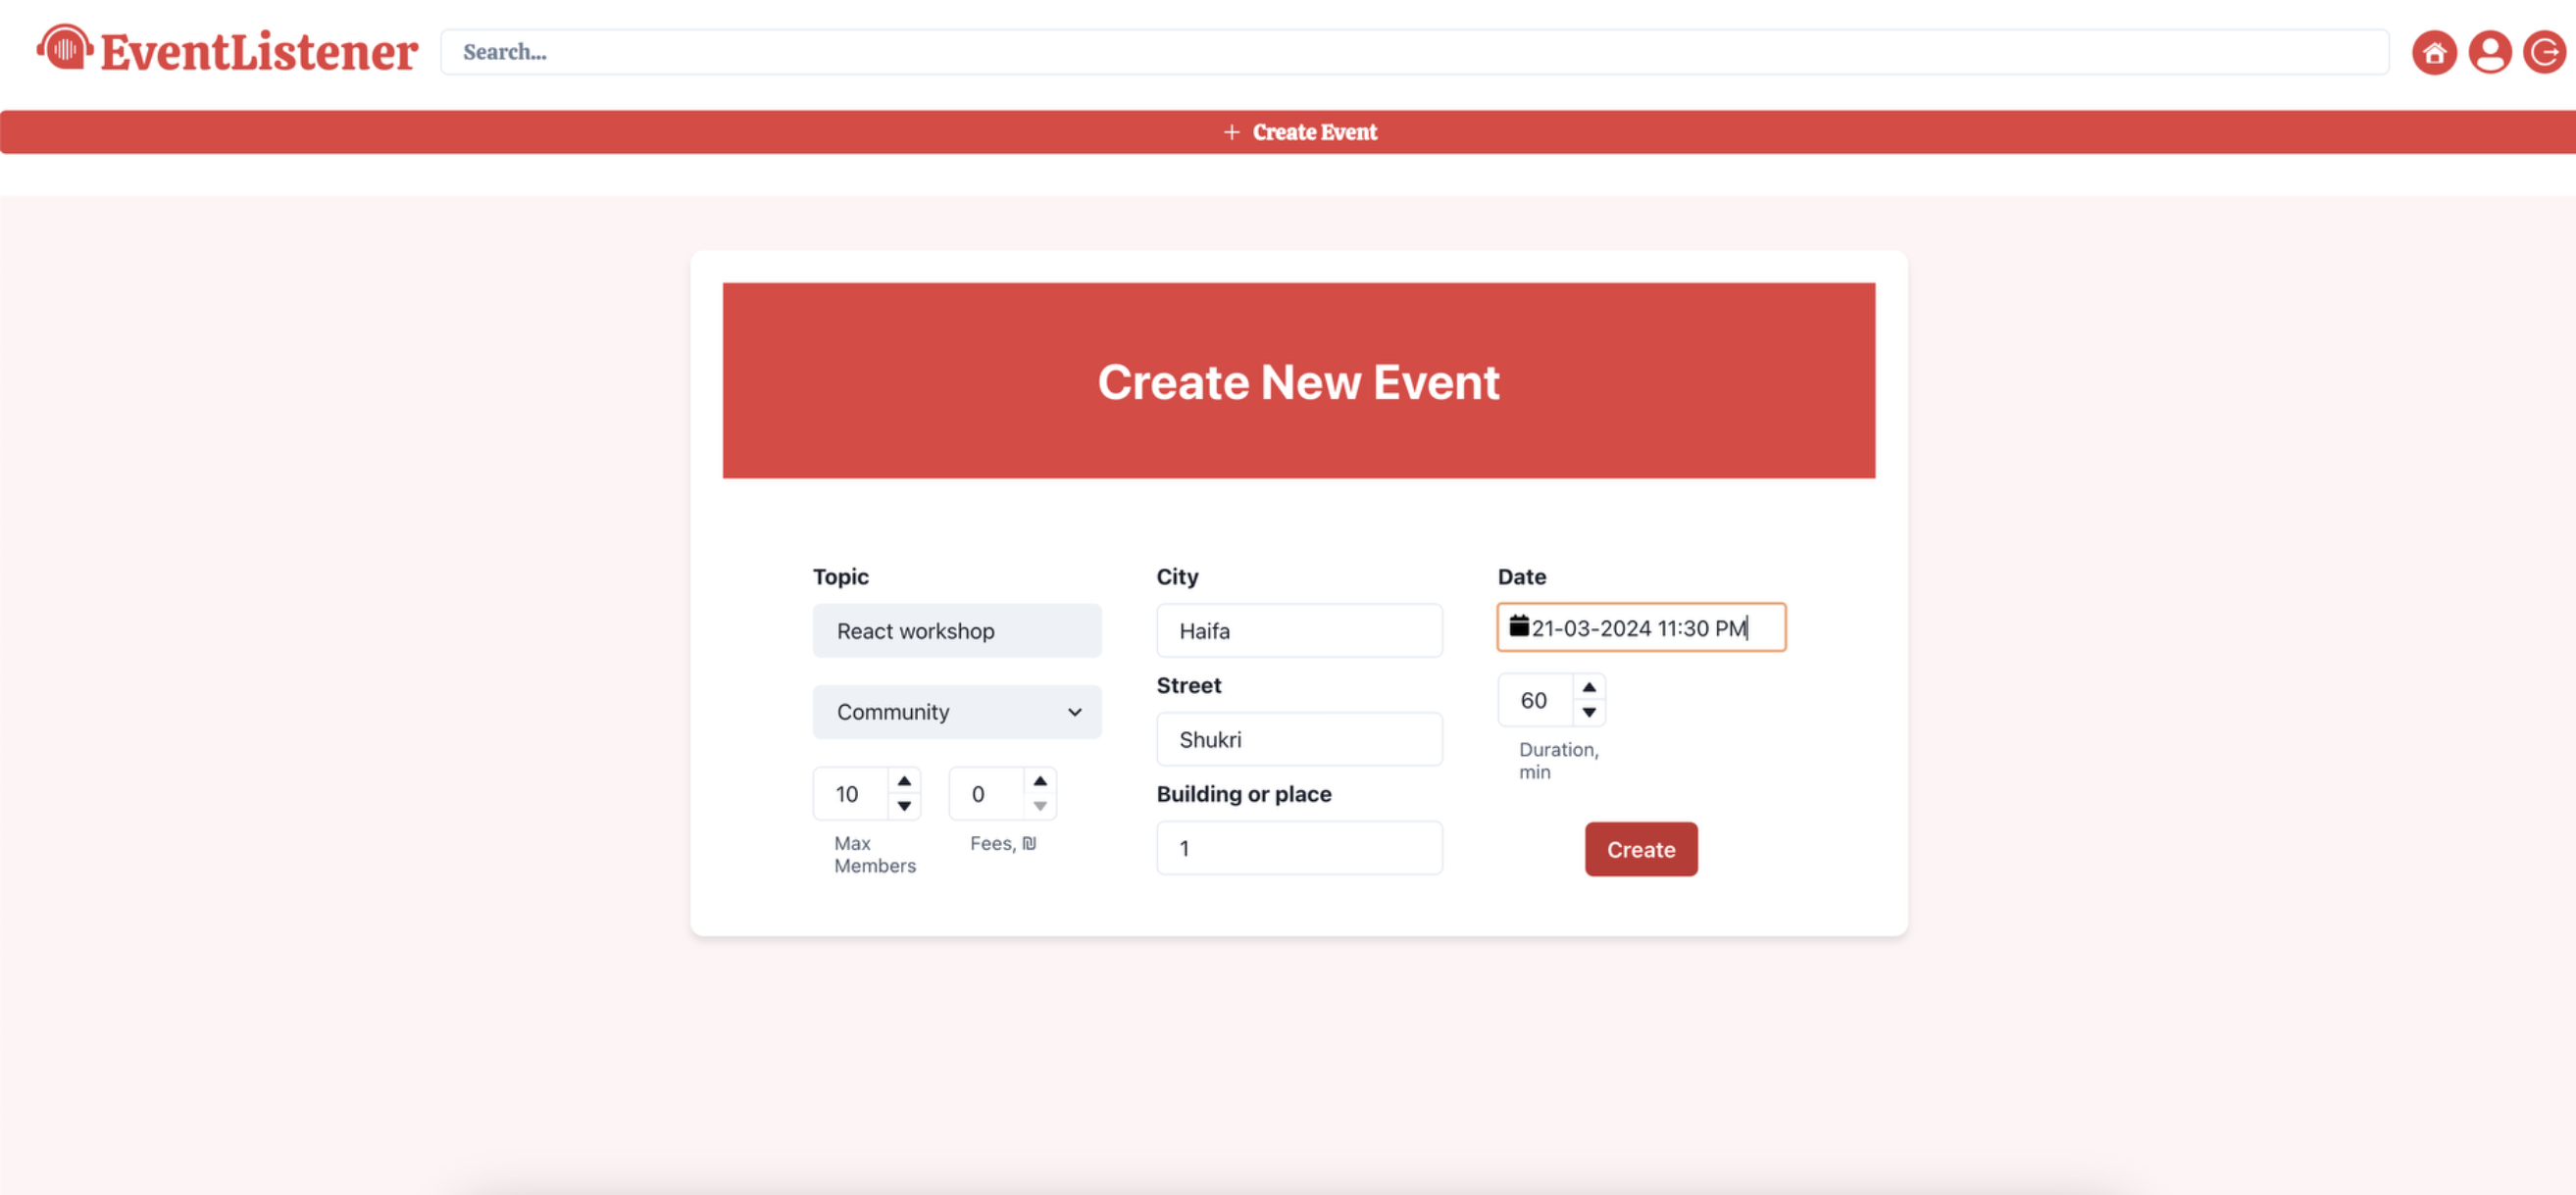 EventListener
Search...
+ Create Event
Create New Event
Topic
React workshop
Community
10
0
Max
Members
Fees, ₪
City
Haifa
Street
Shukri
Building or place
1
Date
21-03-2024 11:30 PM
60
Duration,
min
Create